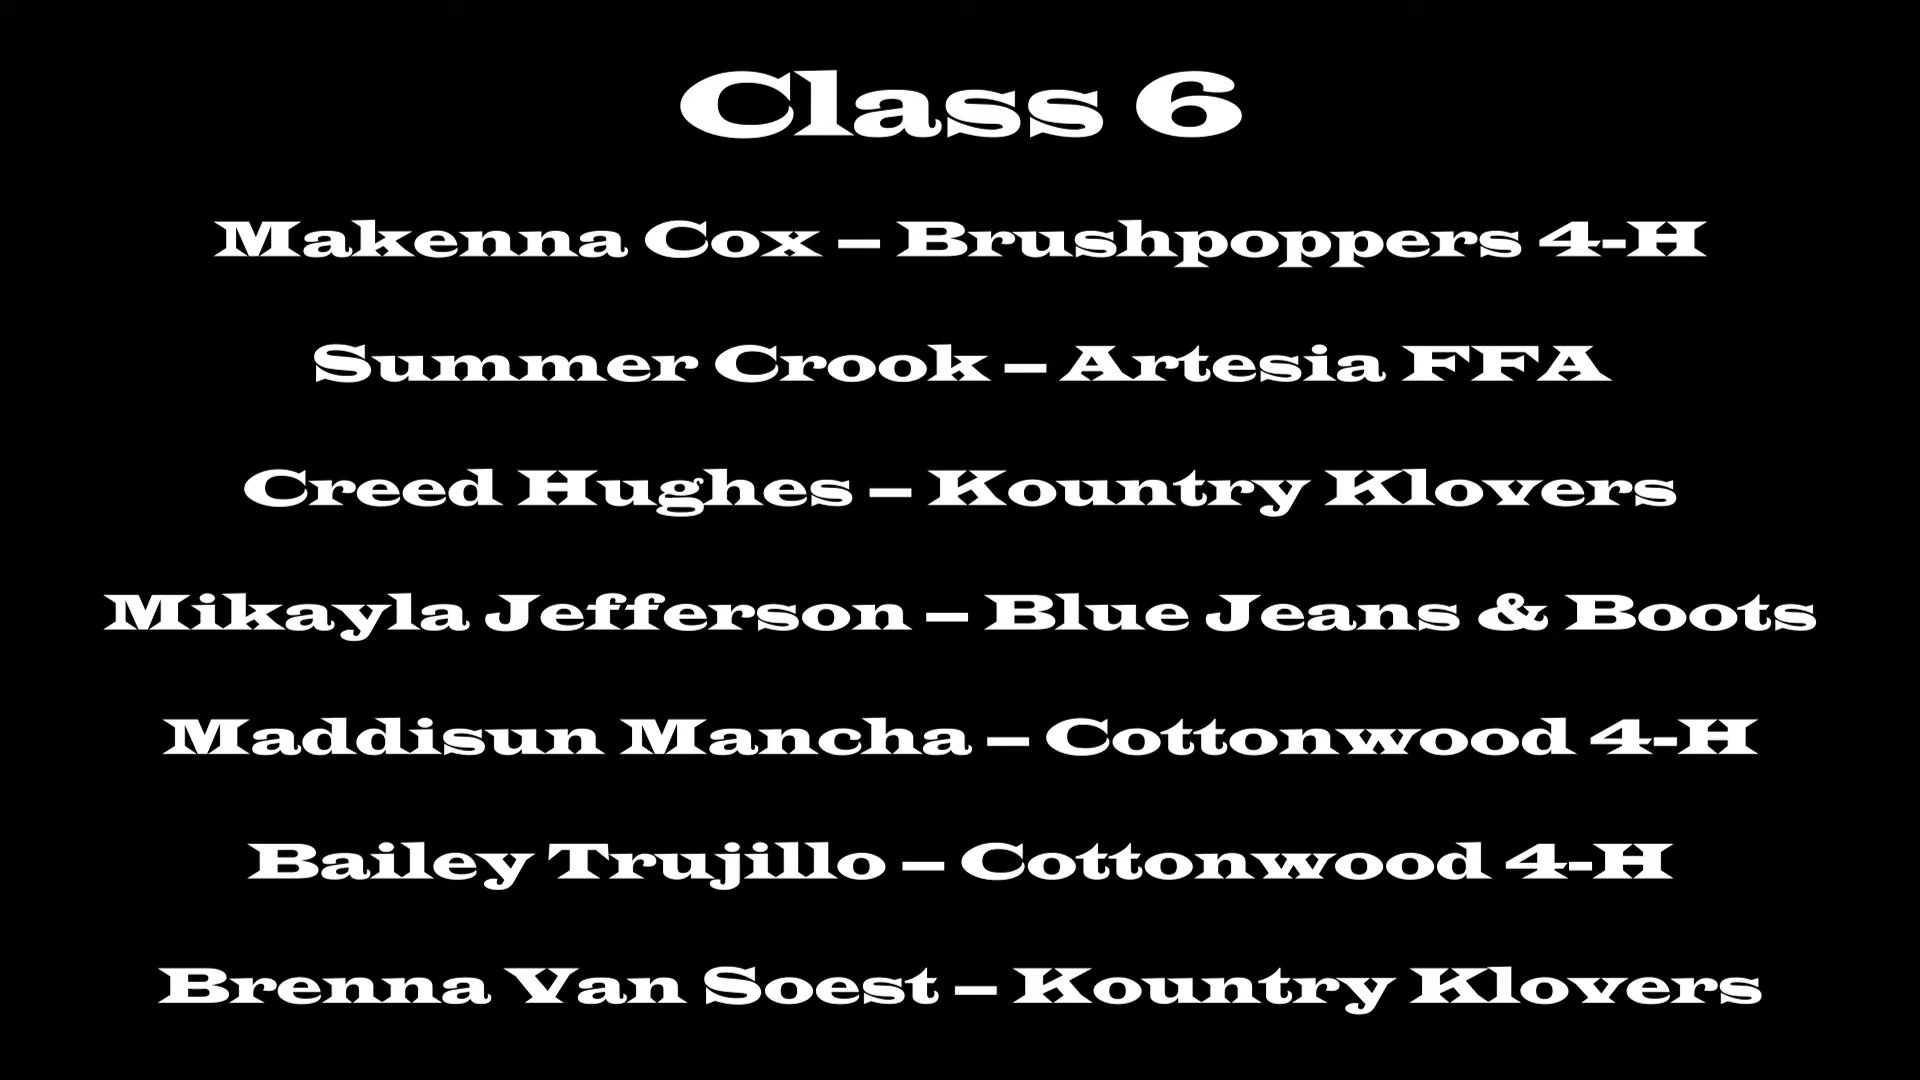 Class 6
Makenna Cox – Brushpoppers 4-H
Summer Crook – Artesia FFA
Creed Hughes – Kountry Klovers
Mikayla Jefferson – Blue Jeans & Boots
Maddisun Mancha – Cottonwood 4-H
Bailey Trujillo – Cottonwood 4-H
Brenna Van Soest – Kountry Klovers